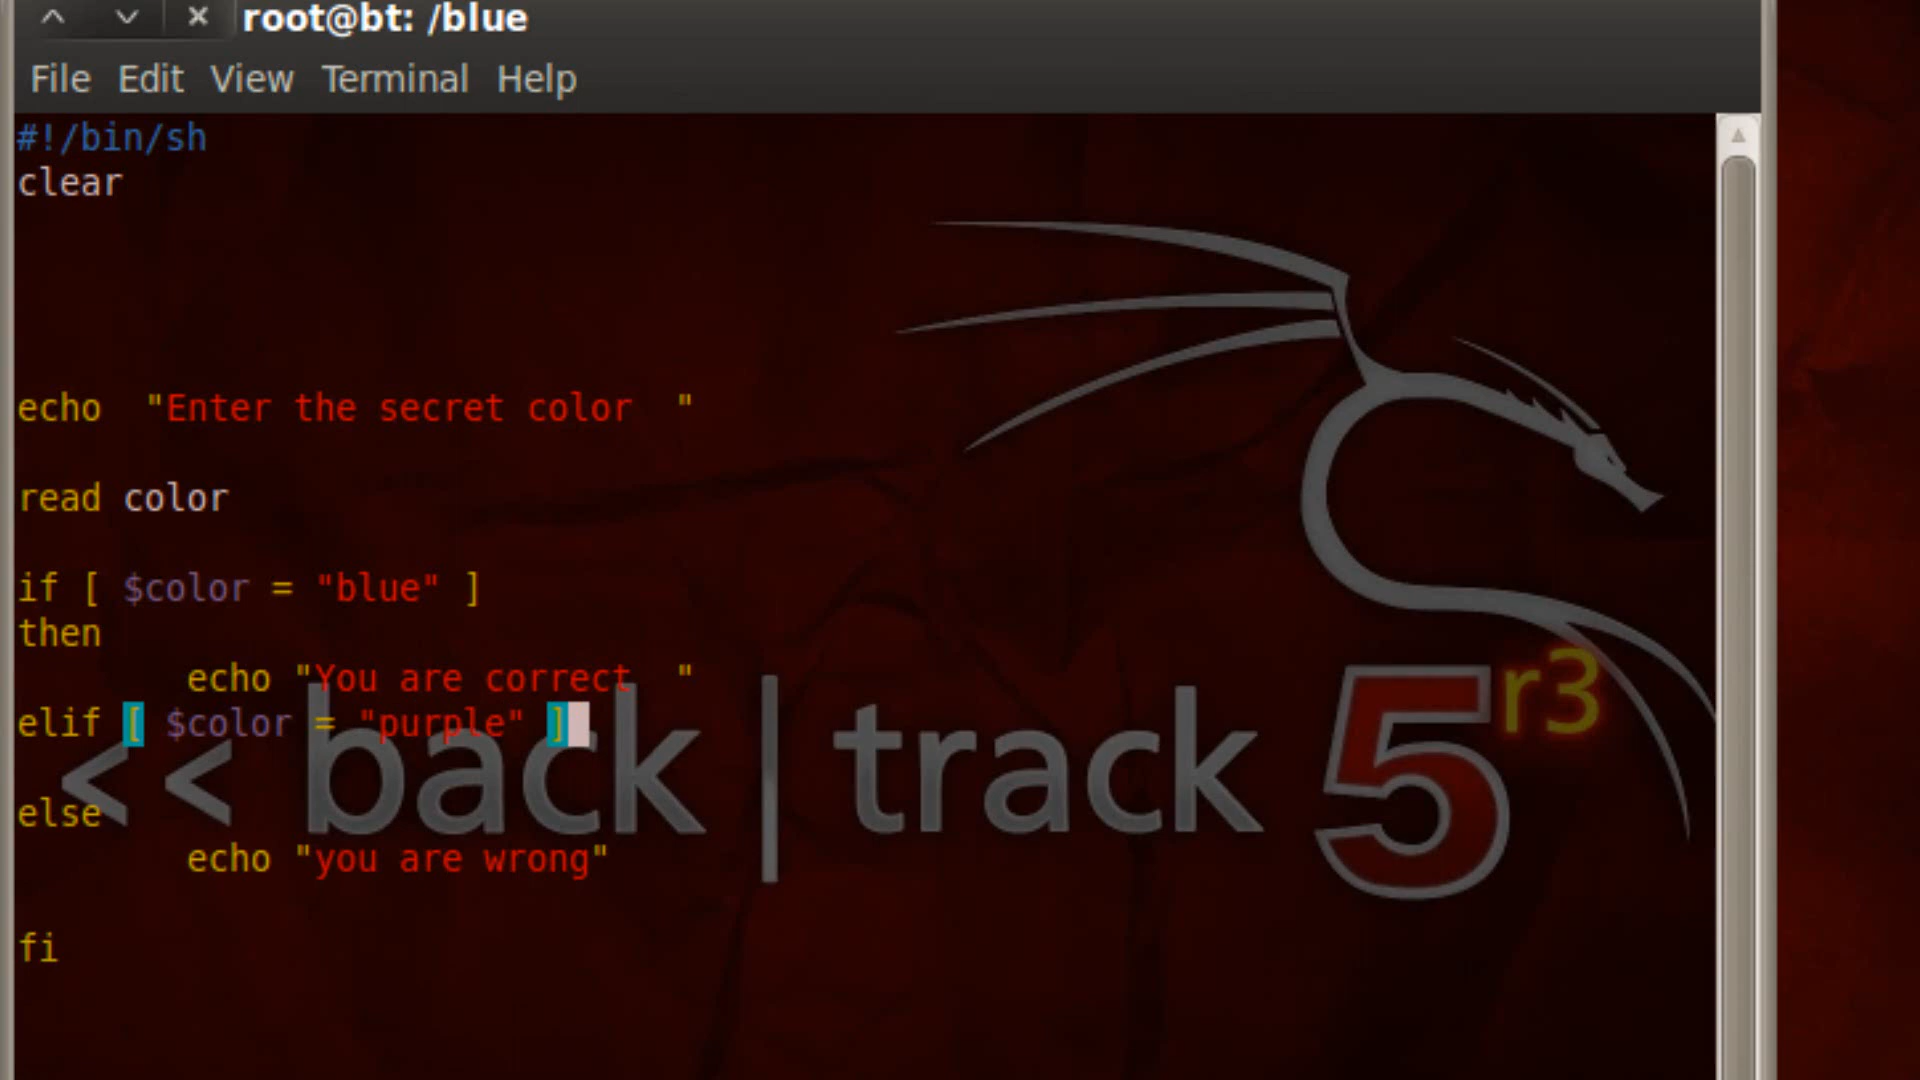 root@bt: /blue
File Edit View Terminal Help
#!/bin/sh
clear
echo  "Enter the secret color  "
read color
if [ $color = "blue" ]
then
        echo "You are correct  "
elif [ $color = "purple" ]
else
        echo "you are wrong"
fi
<< back | track 5 r3